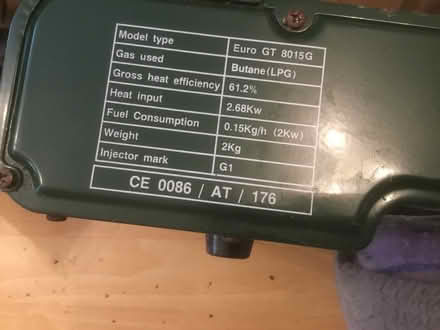 Model type Euro GT 8015G
Gas used Butane(LPG)
Gross heat efficiency 61.2%
Heat input 2.68Kw
Fuel Consumption 0.15Kg/h (2Kw)
Weight 2Kg
Injector mark G1
CE 0086 / AT / 176